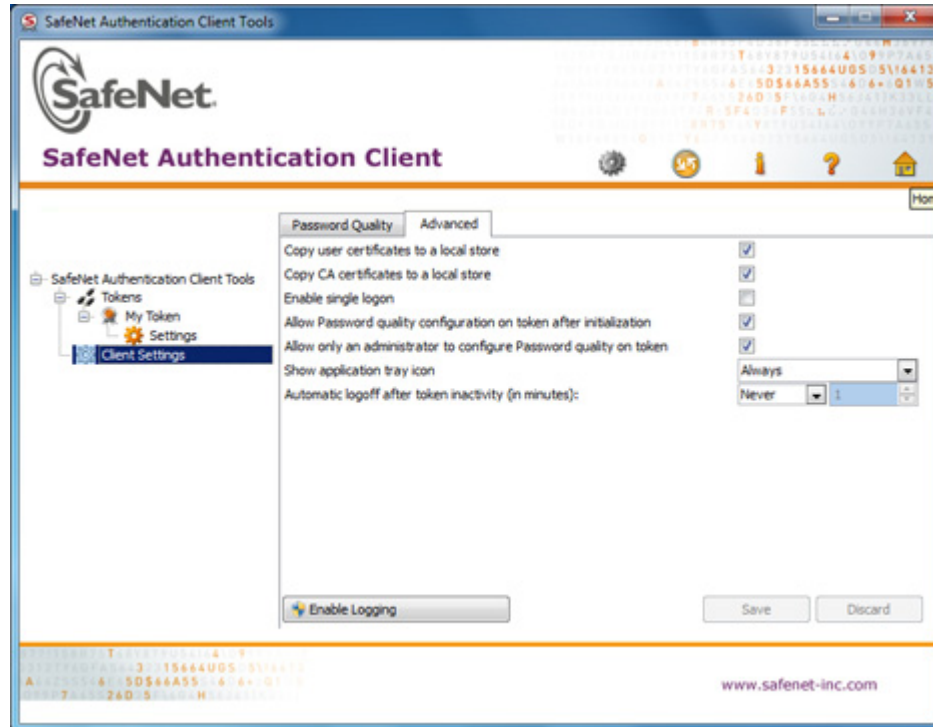 SafeNet Authentication Client Tools
SafeNet.
SafeNet Authentication Client
Hom
Password Quality
Advanced
Copy user certificates to a local store
Copy CA certificates to a local store
SafeNet Authentication Client Tools
Enable single logon
Tokens
Allow Password quality configuration on token after initialization
My Token
Settings
Allow only an administrator to configure Password quality on token
Client Settings
Show application tray icon
Always
Automatic logoff after token inactivity (in minutes):
Never
1
Enable Logging
Save
Discard
www.safenet-inc.com